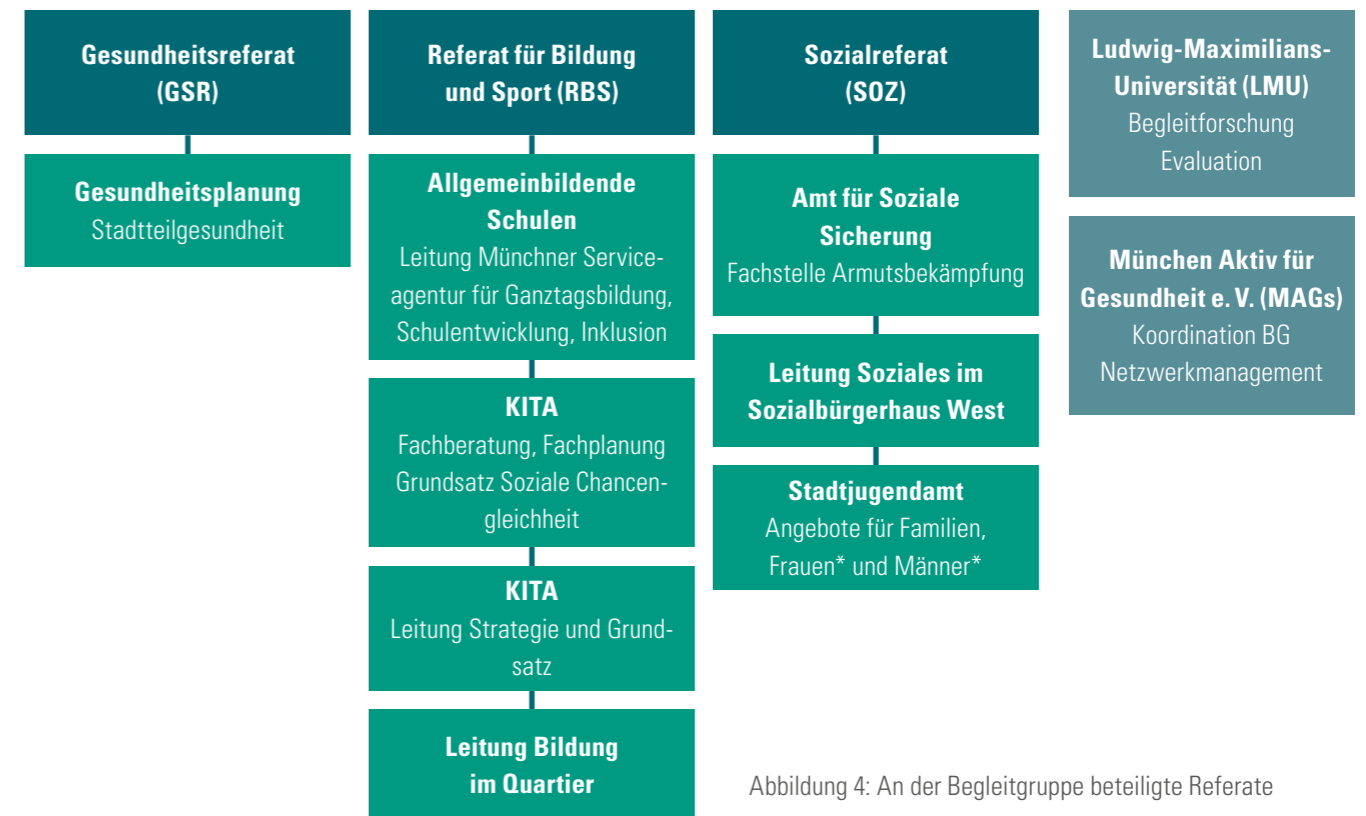 Gesundheitsreferat
(GSR)
Gesundheitsplanung
Stadtteilgesundheit
Referat für Bildung
und Sport (RBS)
Allgemeinbildende
Schulen
Leitung Münchner Service-
agentur für Ganztagsbildung,
Schulentwicklung, Inklusion
KITA
Fachberatung, Fachplanung
Grundsatz Soziale Chancen-
gleichheit
KITA
Leitung Strategie und Grund-
satz
Leitung Bildung
im Quartier
Sozialreferat
(SOZ)
Amt für Soziale
Sicherung
Fachstelle Armutsbekämpfung
Leitung Soziales im
Sozialbürgerhaus West
Stadtjugendamt
Angebote für Familien,
Frauen* und Männer*
Ludwig-Maximilians-
Universität (LMU)
Begleitforschung
Evaluation
München Aktiv für
Gesundheit e. V. (MAGs)
Koordination BG
Netzwerkmanagement
Abbildung 4: An der Begleitgruppe beteiligte Referate